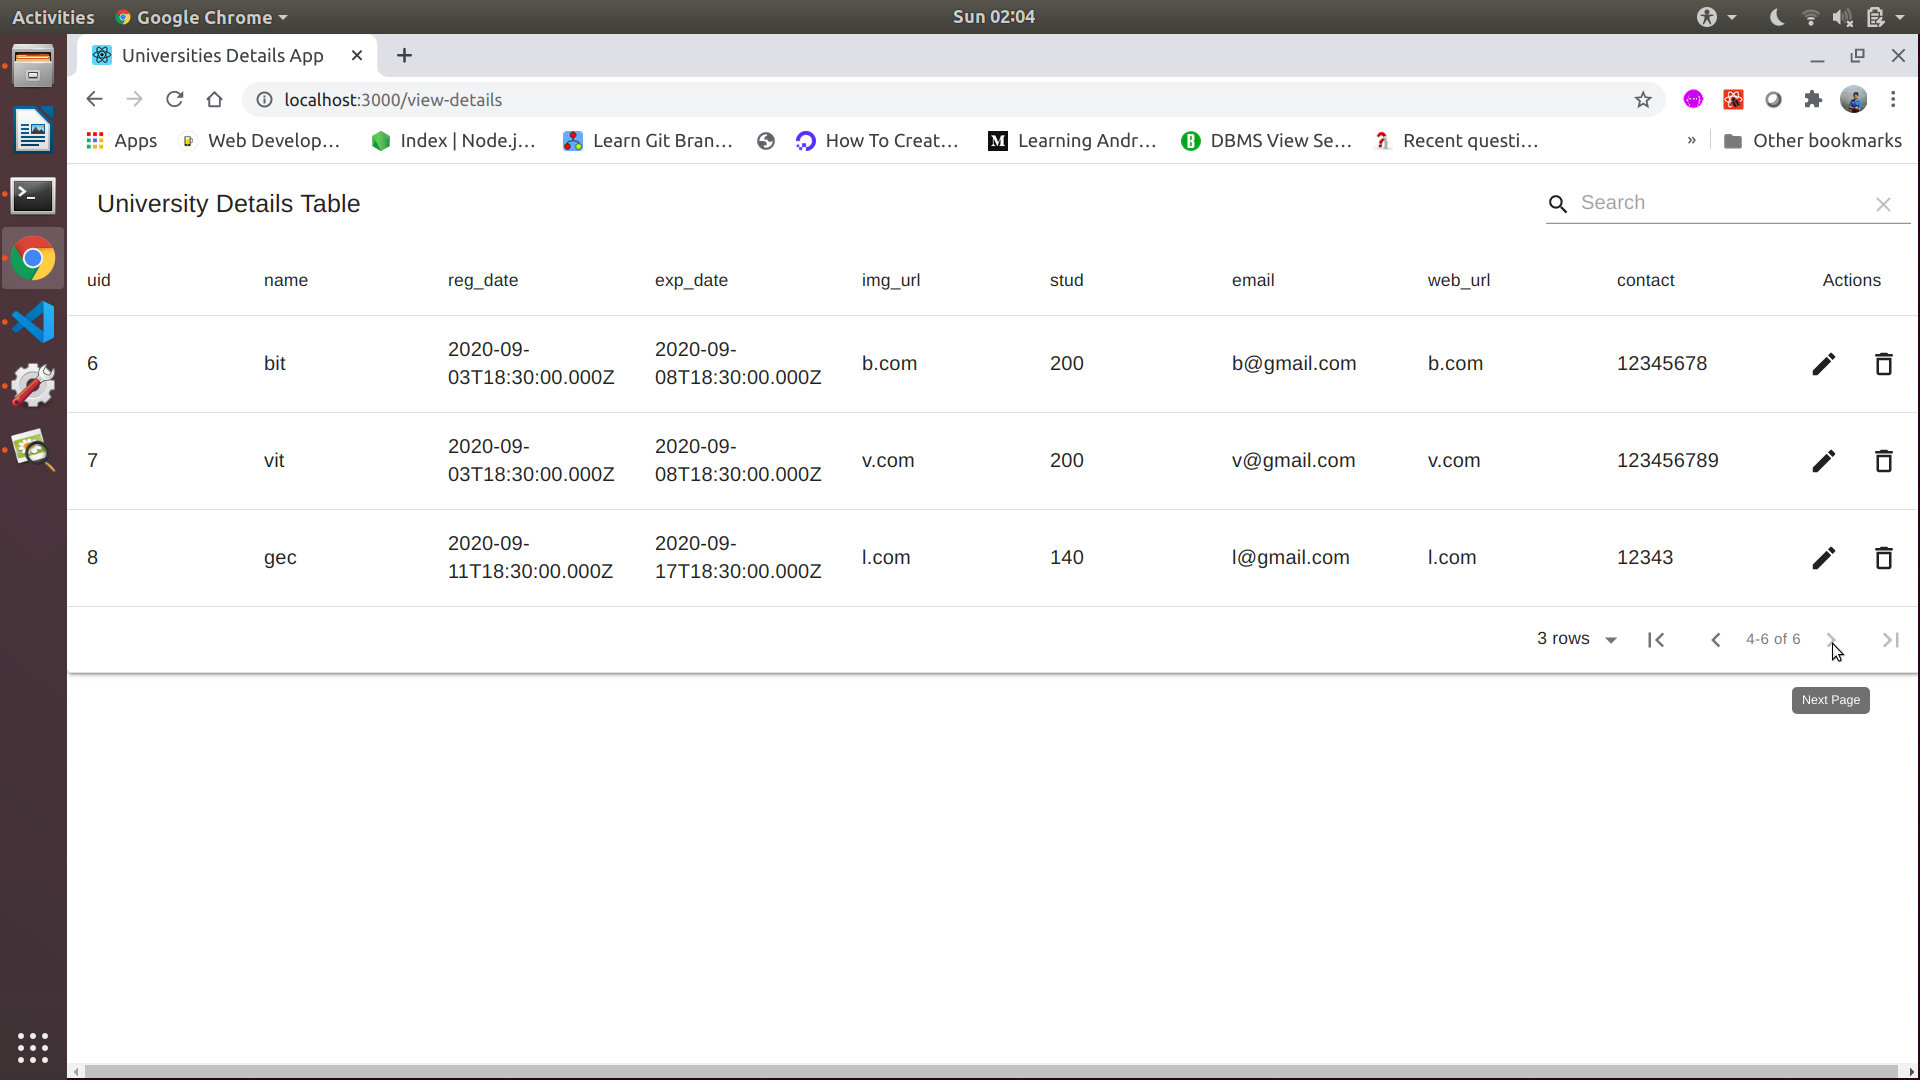 Activities Google Chrome Sun 02:04
Universities Details App
localhost:3000/view-details
Apps Web Develop... Index | Node.j... Learn Git Bran... How To Creat... M Learning Andr... B DBMS View Se... ? Recent questi... » Other bookmarks
University Details Table Search
uid name reg_date exp_date img_url stud email web_url contact Actions
6 bit 2020-09- 2020-09- b.com 200 b@gmail.com b.com 12345678
03T18:30:00.000Z 08T18:30:00.000Z
7 vit 2020-09- 2020-09- v.com 200 v@gmail.com v.com 123456789
03T18:30:00.000Z 08T18:30:00.000Z
8 gec 2020-09- 2020-09- l.com 140 l@gmail.com l.com 12343
11T18:30:00.000Z 17T18:30:00.000Z
3 rows 4-6 of 6
Next Page